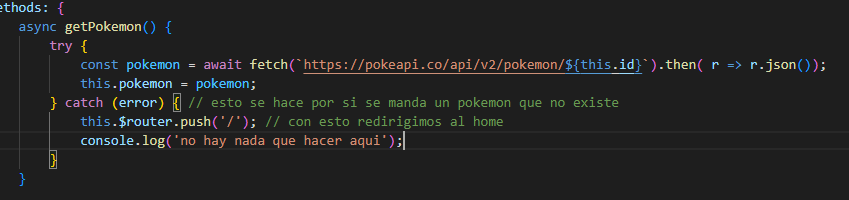 ethods: {
async getPokemon() {
try {
const pokemon = await fetch(`https://pokeapi.co/api/v2/pokemon/${this.id}`).then( r => r.json());
this.pokemon = pokemon;
} catch (error) { // esto se hace por si se manda un pokemon que no existe
this.$router.push('/'); // con esto redirigimos al home
console.log('no hay nada que hacer aqui');
}
}